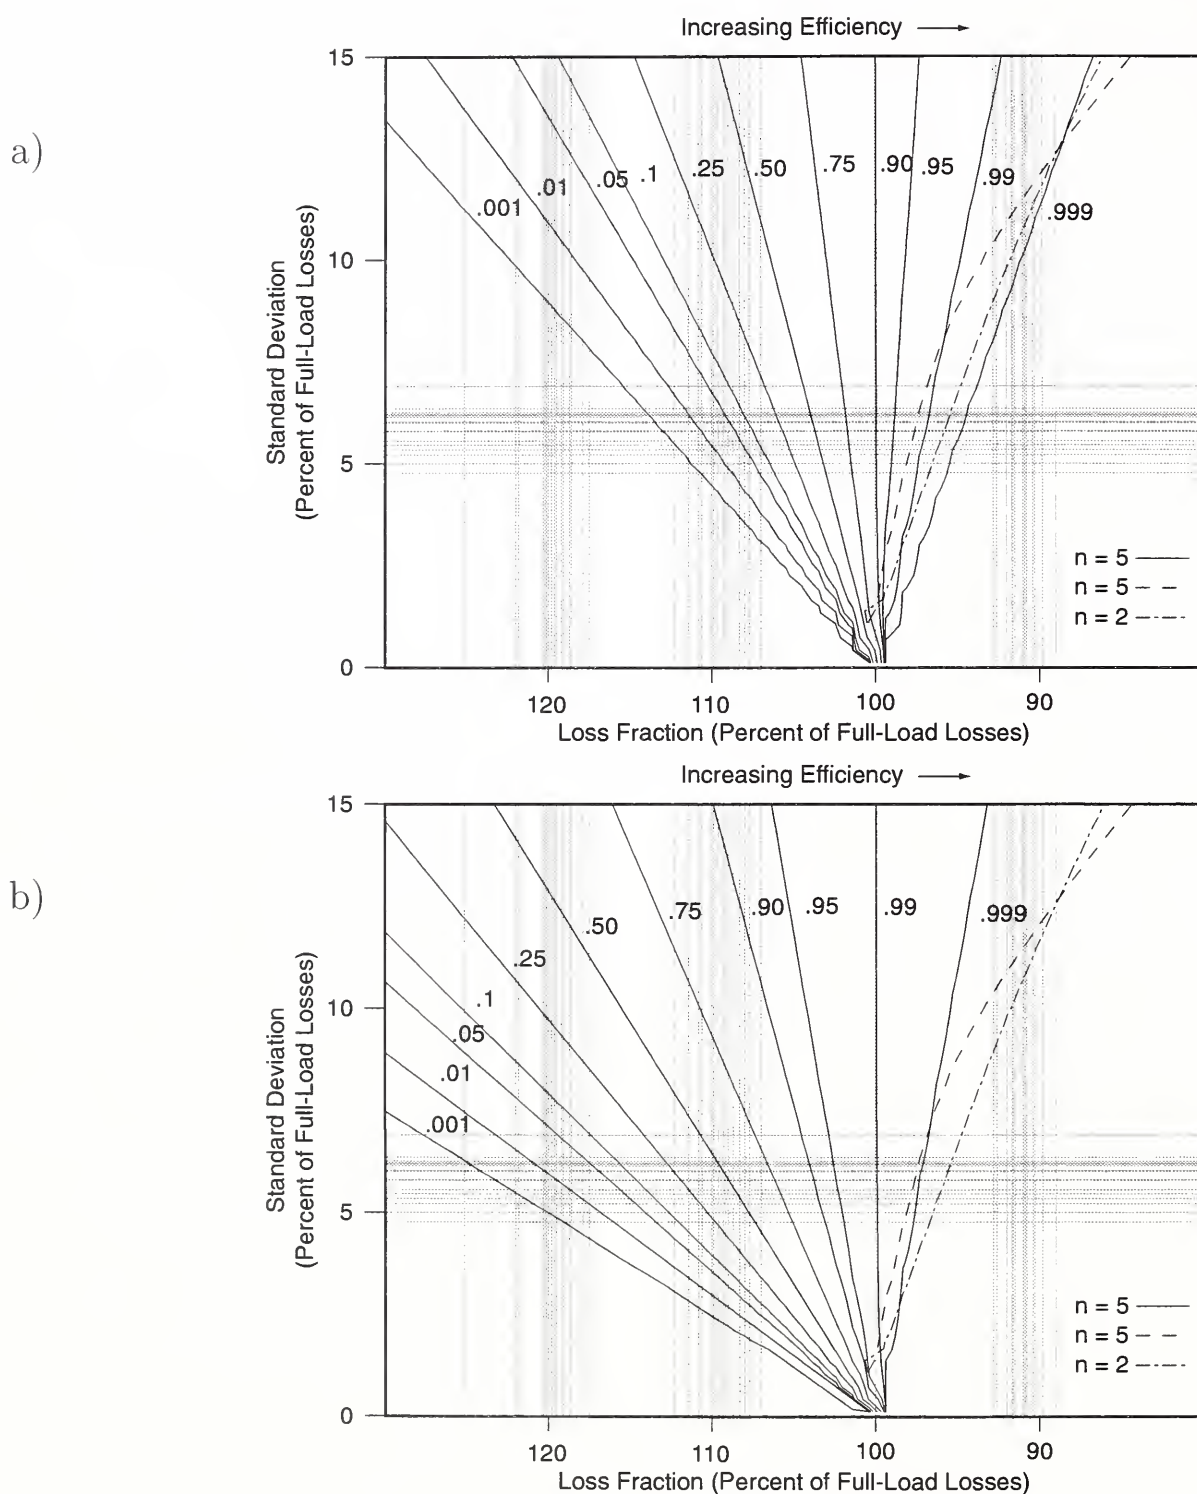 a)
Increasing Efficiency
15
10
5
0
Standard Deviation
(Percent of Full-Load Losses)
.001
.01
.05
.1
.25
.50
.75
.90
.95
.99
.999
n = 5
n = 5
n = 2
120
110
100
90
Loss Fraction (Percent of Full-Load Losses)
b)
Increasing Efficiency
15
10
5
0
Standard Deviation
(Percent of Full-Load Losses)
.001
.01
.05
.1
.25
.50
.75
.90
.95
.99
.999
n = 5
n = 5
n = 2
120
110
100
90
Loss Fraction (Percent of Full-Load Losses)